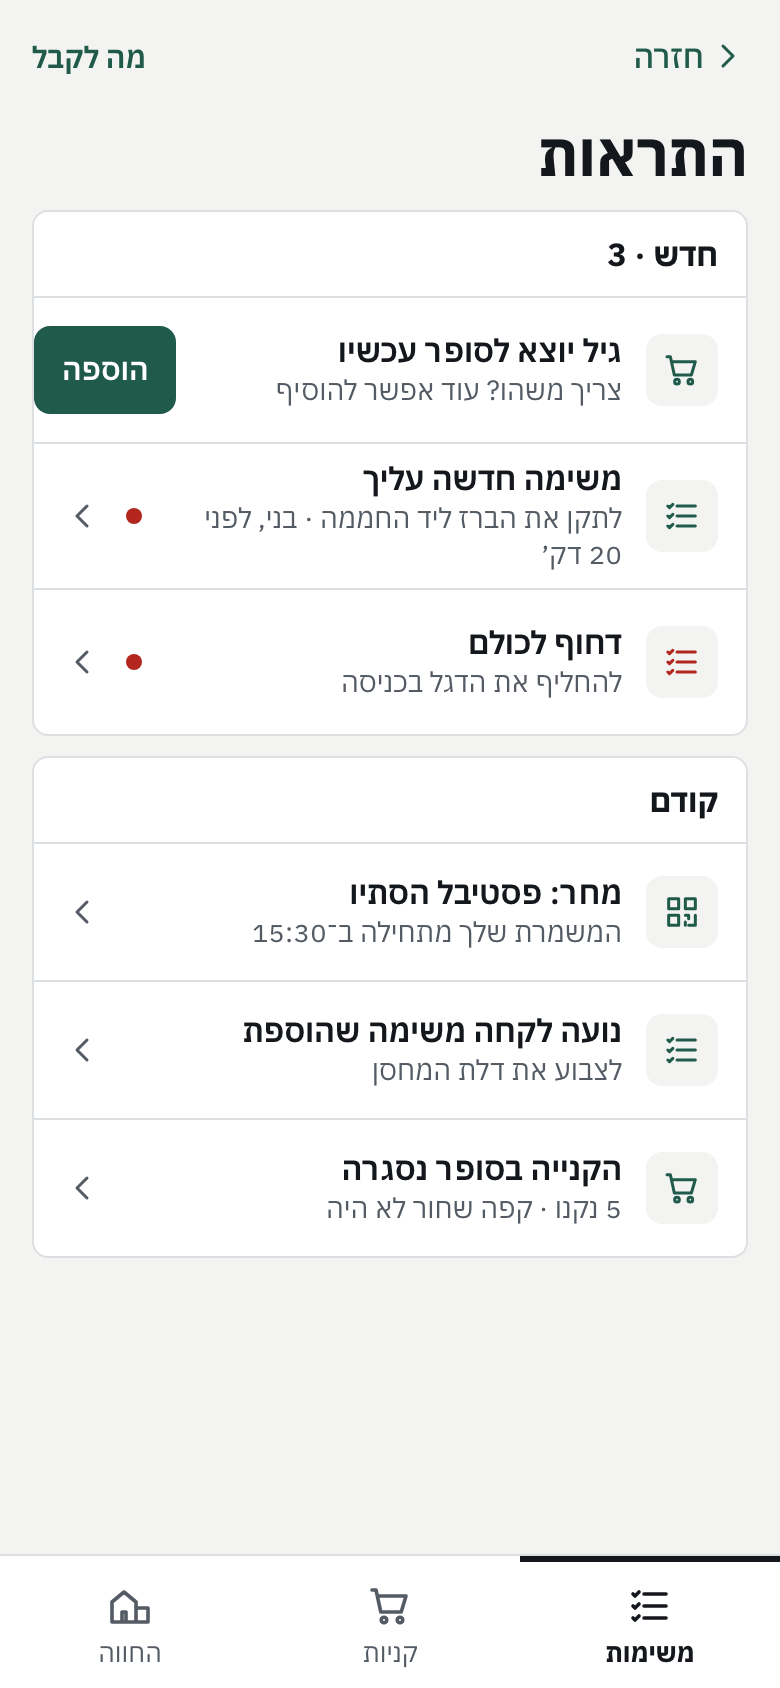 חזרה
מה לקבל
התראות
חדש · 3
גיל יוצא לסופר עכשיו
צריך משהו? עוד אפשר להוסיף
הוספה
משימה חדשה עליך
לתקן את הברז ליד החממה · בני, לפני
20 דק׳
דחוף לכולם
להחליף את הדגל בכניסה
קודם
מחר: פסטיבל הסתיו
המשמרת שלך מתחילה ב־15:30
נועה לקחה משימה שהוספת
לצבוע את דלת המחסן
הקנייה בסופר נסגרה
5 נקנו · קפה שחור לא היה
משימות
קניות
החווה